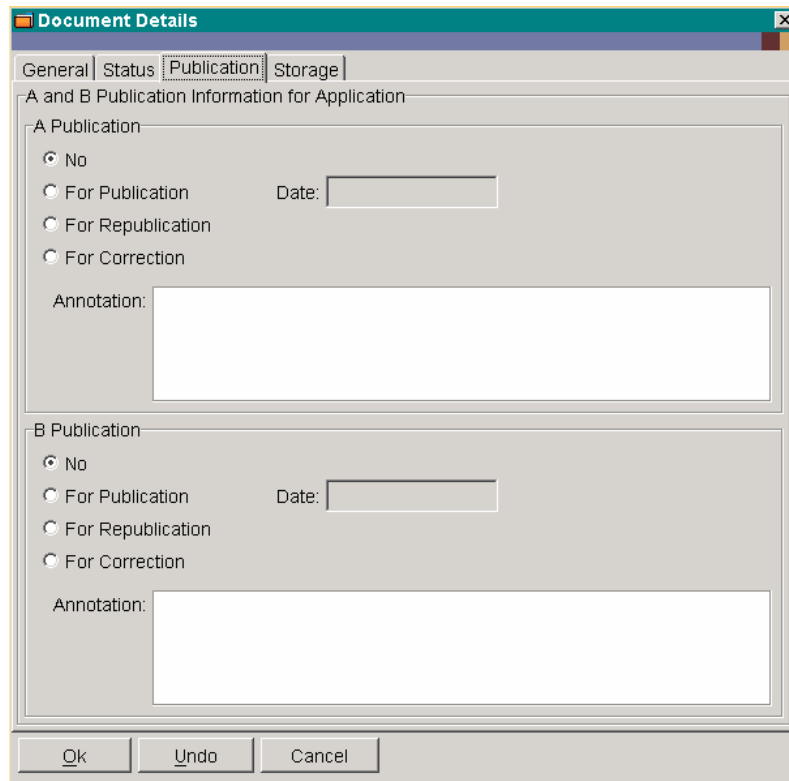 Document Details
General Status Publication Storage
A and B Publication Information for Application
A Publication
No
For Publication Date:
For Republication
For Correction
Annotation:
B Publication
No
For Publication Date:
For Republication
For Correction
Annotation:
Ok Undo Cancel